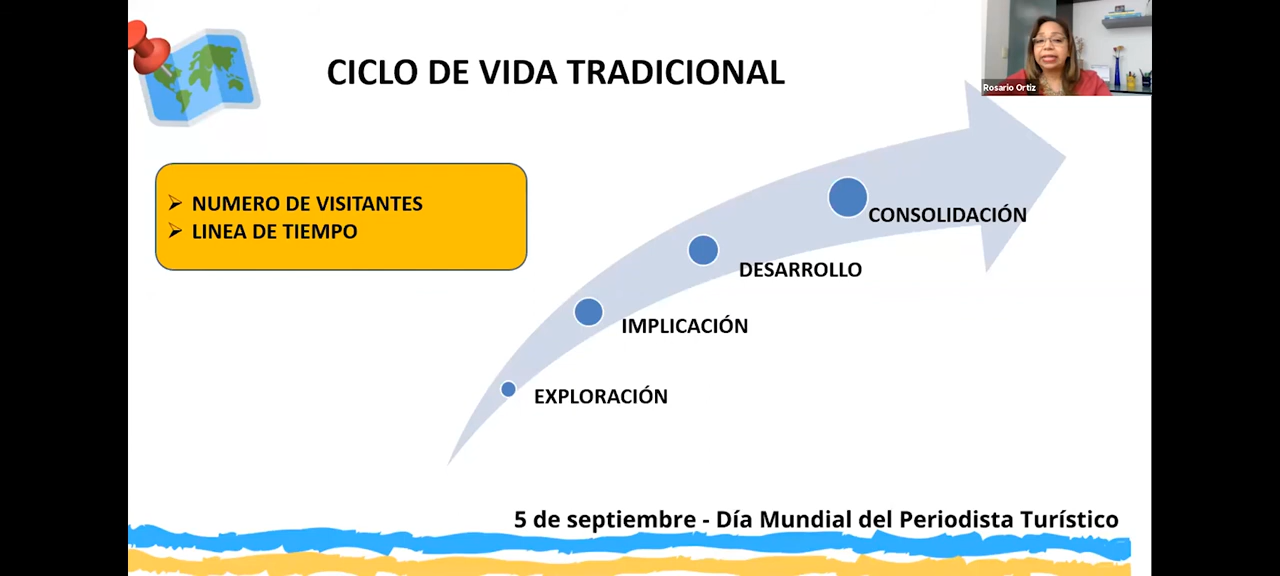 CICLO DE VIDA TRADICIONAL
Rosario Ortiz
➢ NUMERO DE VISITANTES
➢ LINEA DE TIEMPO
CONSOLIDACIÓN
DESARROLLO
IMPLICACIÓN
EXPLORACIÓN
5 de septiembre - Día Mundial del Periodista Turístico